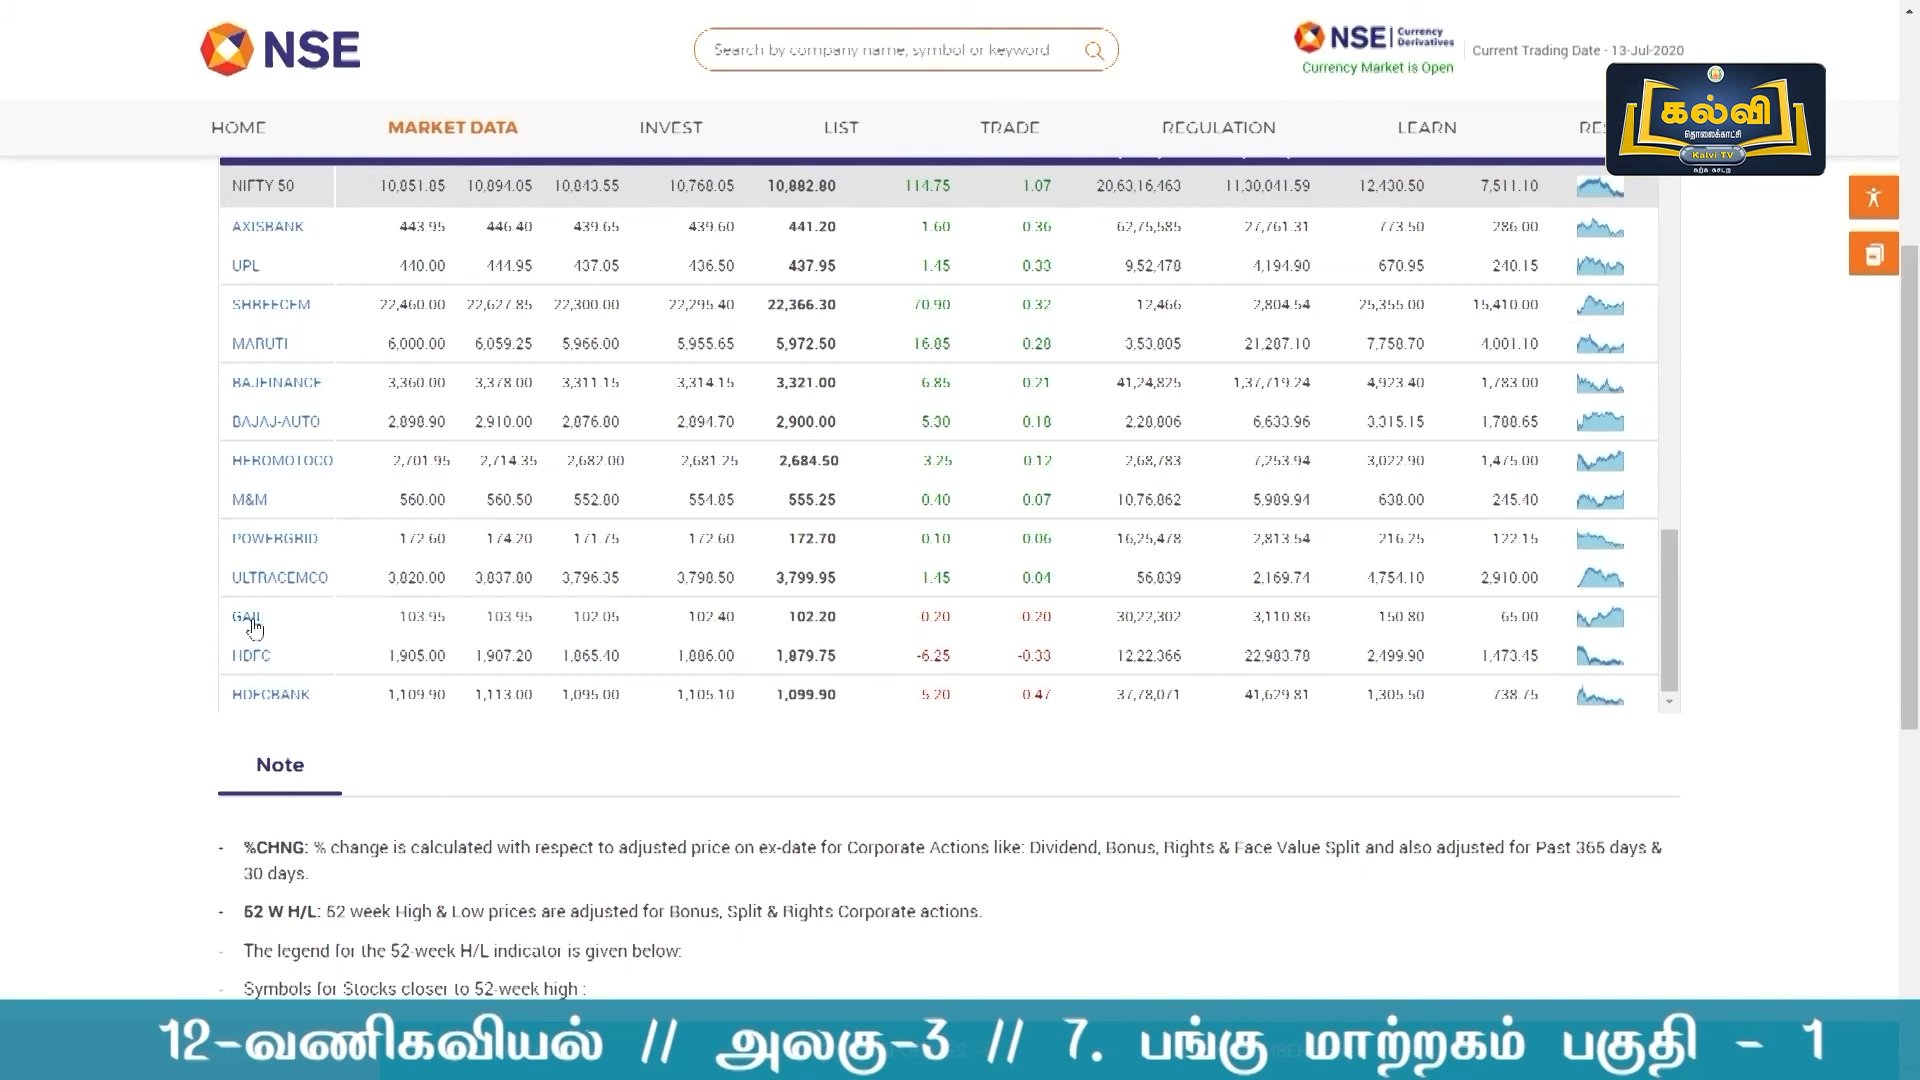 NSE
Search by company name, symbol or keyword
NSE Currency Derivatives
Currency Market is Open
Current Trading Date - 13-Jul-2020
கல்வி
தொலைக்காட்சி
Kalvi TV
கற்க கசடற
HOME MARKET DATA INVEST LIST TRADE REGULATION LEARN
NIFTY 50 10,851.85 10,894.05 10,843.55 10,768.05 10,882.80 114.75 1.07 20,63,16,463 11,30,041.59 12,430.50 7,511.10
AXISBANK 443.95 446.40 439.65 439.60 441.20 1.60 0.36 62,75,585 27,761.31 773.50 286.00
UPL 440.00 444.95 437.05 436.50 437.95 1.45 0.33 9,52,478 4,194.90 670.95 240.15
SHREECEM 22,460.00 22,627.85 22,300.00 22,295.40 22,366.30 70.90 0.32 12,466 2,804.54 25,355.00 15,410.00
MARUTI 6,000.00 6,059.25 5,966.00 5,955.65 5,972.50 16.85 0.28 3,53,805 21,287.10 7,758.70 4,001.10
BAJFINANCE 3,360.00 3,378.00 3,311.15 3,314.15 3,321.00 6.85 0.21 41,24,825 1,37,719.24 4,923.40 1,783.00
BAJAJ-AUTO 2,898.90 2,910.00 2,876.80 2,894.70 2,900.00 5.30 0.18 2,28,806 6,633.96 3,315.15 1,788.65
HEROMOTOCO 2,701.95 2,714.35 2,682.00 2,681.25 2,684.50 3.25 0.12 2,68,783 7,253.94 3,022.90 1,475.00
M&M 560.00 560.50 552.80 554.85 555.25 0.40 0.07 10,76,862 5,989.94 638.00 245.40
POWERGRID 172.60 174.20 171.75 172.60 172.70 0.10 0.06 16,25,478 2,813.54 216.25 122.15
ULTRACEMCO 3,820.00 3,837.80 3,796.35 3,798.50 3,799.95 1.45 0.04 56,839 2,169.74 4,754.10 2,910.00
GAIL 103.95 103.95 102.05 102.40 102.20 -0.20 -0.20 30,22,302 3,110.86 150.80 65.00
HDFC 1,905.00 1,907.20 1,865.40 1,886.00 1,879.75 -6.25 -0.33 12,22,366 22,983.78 2,499.90 1,473.45
HDFCBANK 1,109.90 1,113.00 1,095.00 1,105.10 1,099.90 -5.20 -0.47 37,78,071 41,629.81 1,305.50 738.75
Note
- %CHNG: % change is calculated with respect to adjusted price on ex-date for Corporate Actions like: Dividend, Bonus, Rights & Face Value Split and also adjusted for Past 365 days &
30 days.
- 52 W H/L: 52 week High & Low prices are adjusted for Bonus, Split & Rights Corporate actions.
- The legend for the 52-week H/L indicator is given below:
- Symbols for Stocks closer to 52-week high :
12-வணிகவியல் // அலகு-3 // 7. பங்கு மாற்றகம் பகுதி - 1